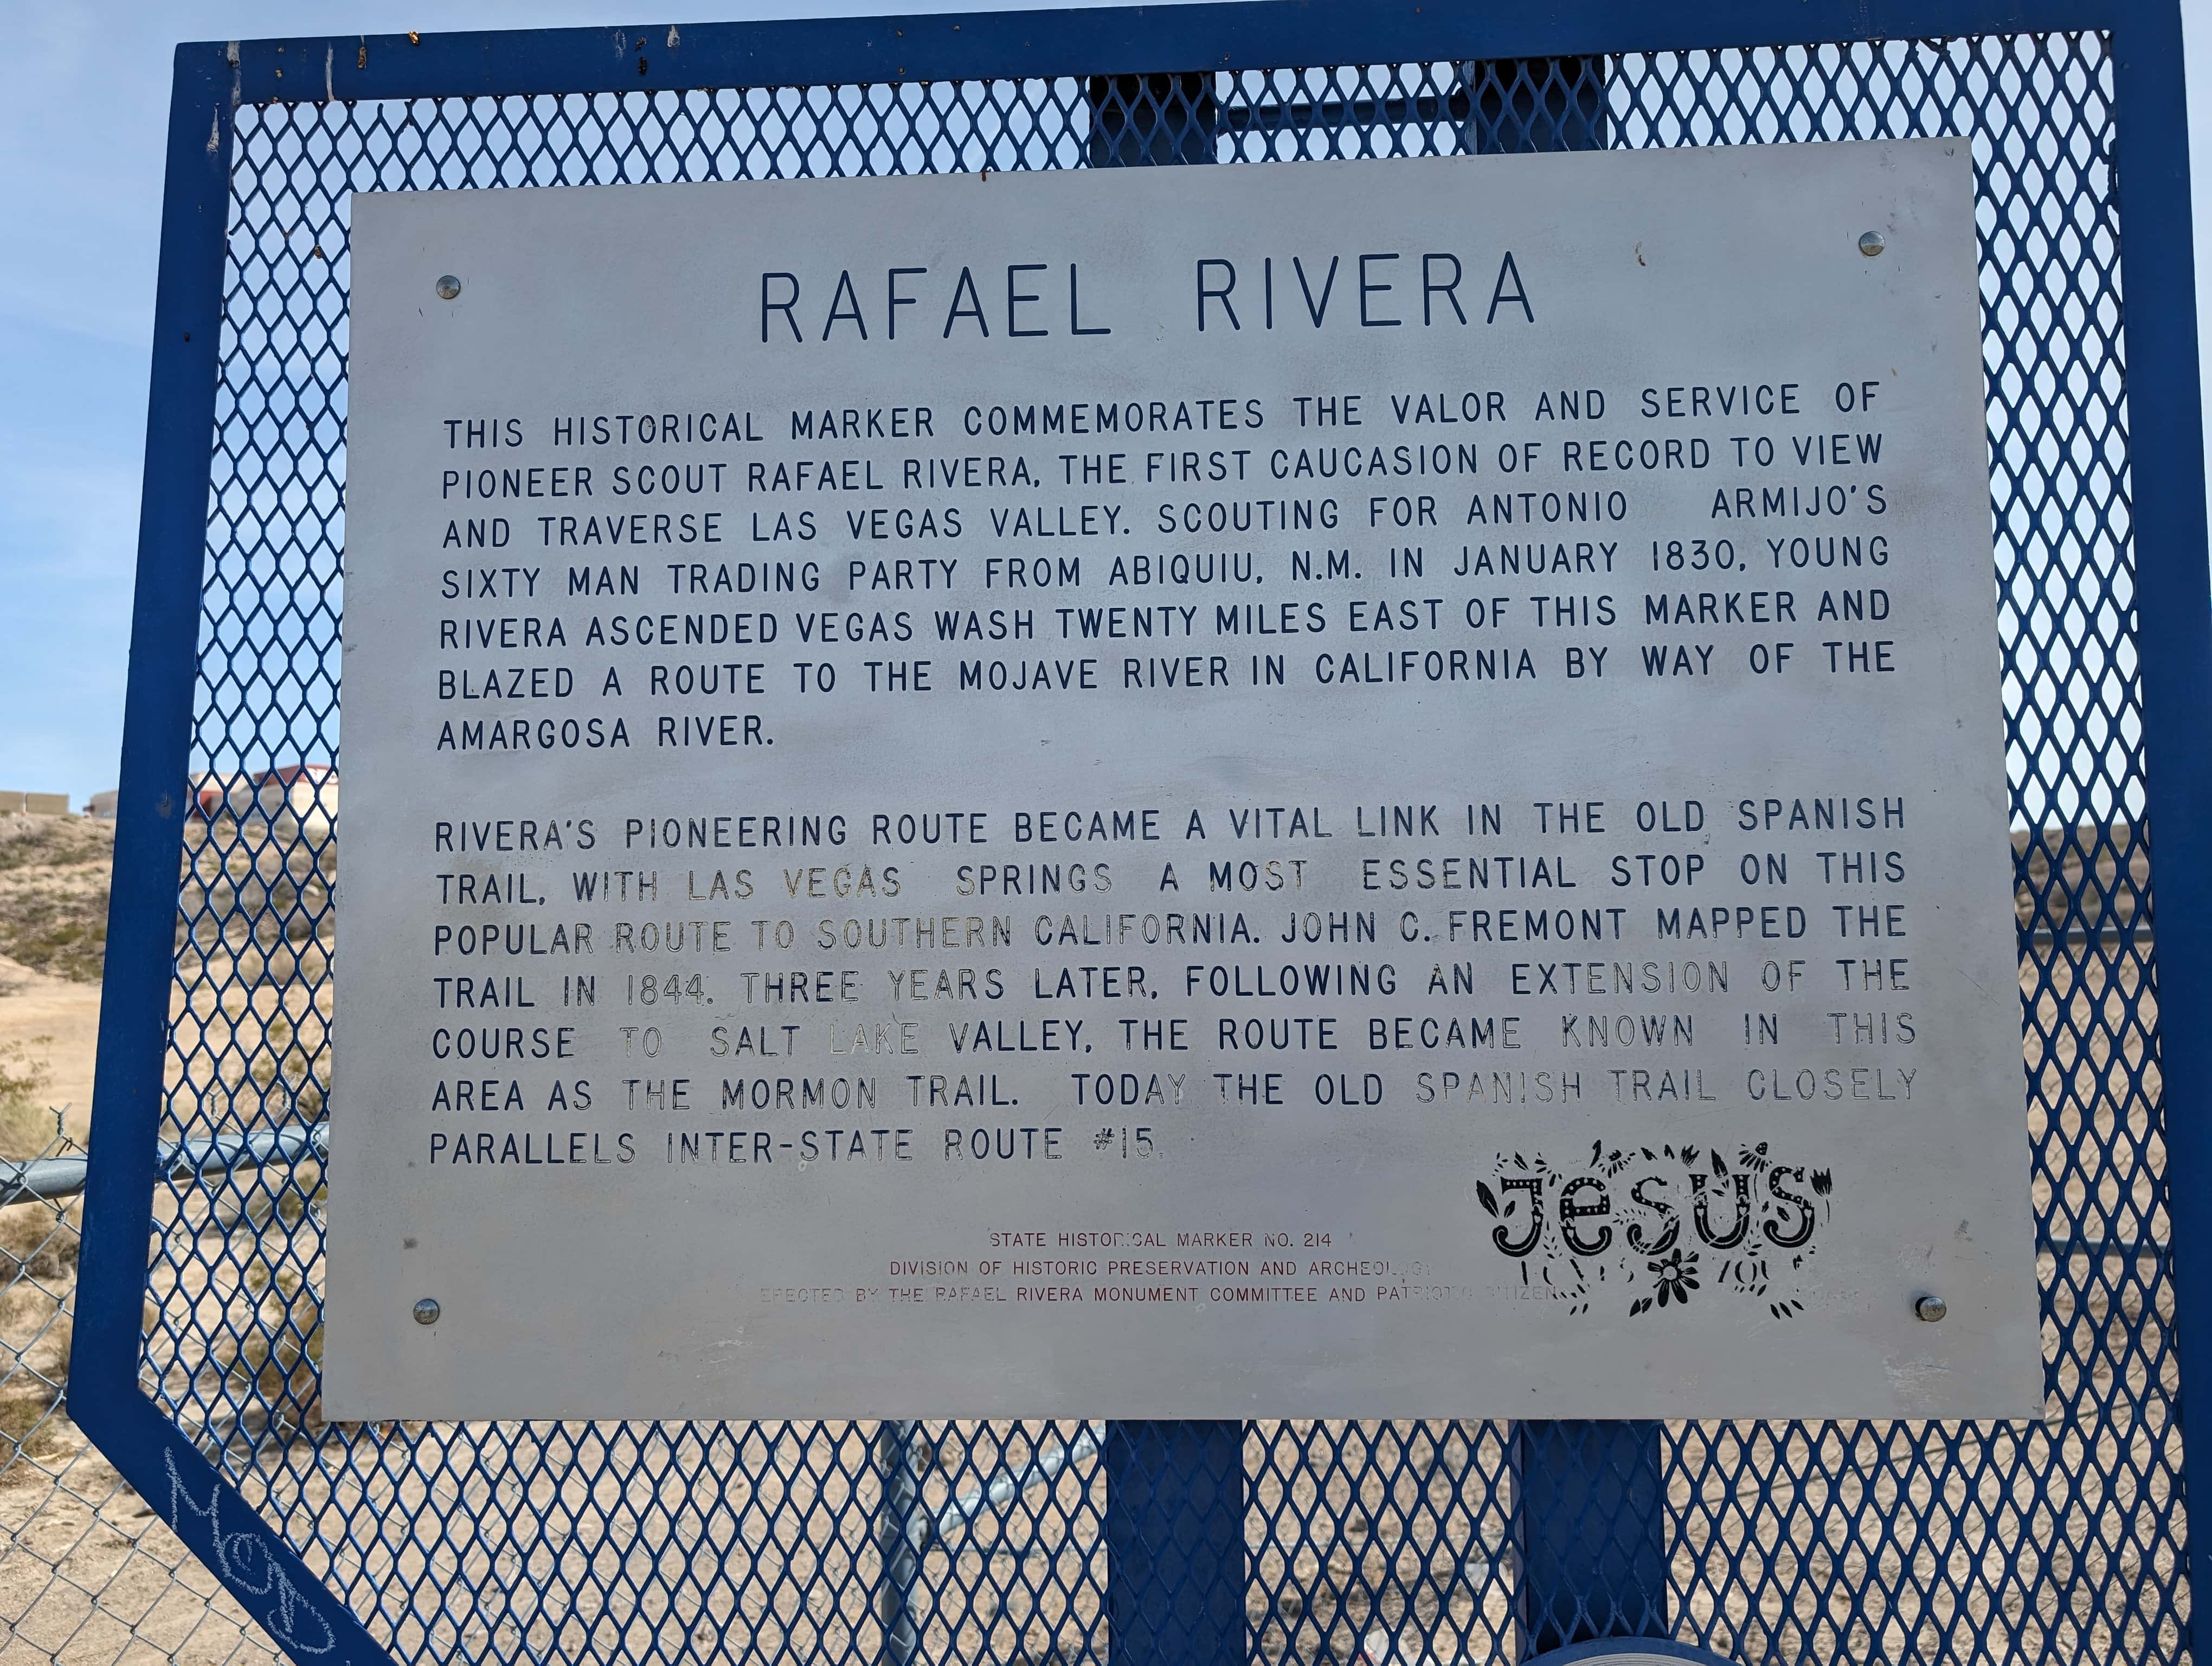 RAFAEL RIVERA
THIS HISTORICAL MARKER COMMEMORATES THE VALOR AND SERVICE OF
PIONEER SCOUT RAFAEL RIVERA, THE FIRST CAUCASION OF RECORD TO VIEW
AND TRAVERSE LAS VEGAS VALLEY. SCOUTING FOR ANTONIO ARMIJO'S
SIXTY MAN TRADING PARTY FROM ABIQUIU, N.M. IN JANUARY 1830, YOUNG
RIVERA ASCENDED VEGAS WASH TWENTY MILES EAST OF THIS MARKER AND
BLAZED A ROUTE TO THE MOJAVE RIVER IN CALIFORNIA BY WAY OF THE
AMARGOSA RIVER.
RIVERA'S PIONEERING ROUTE BECAME A VITAL LINK IN THE OLD SPANISH
TRAIL, WITH LAS VEGAS SPRINGS A MOST ESSENTIAL STOP ON THIS
POPULAR ROUTE TO SOUTHERN CALIFORNIA. JOHN C. FREMONT MAPPED THE
TRAIL IN 1844. THREE YEARS LATER, FOLLOWING AN EXTENSION OF THE
COURSE TO SALT LAKE VALLEY, THE ROUTE BECAME KNOWN IN THIS
AREA AS THE MORMON TRAIL. TODAY THE OLD SPANISH TRAIL CLOSELY
PARALLELS INTER-STATE ROUTE #15.
Jesus
STATE HISTORICAL MARKER NO. 214
DIVISION OF HISTORIC PRESERVATION AND ARCHEOLOGY
ERECTED BY THE RAFAEL RIVERA MONUMENT COMMITTEE AND PATRIOTIC CITIZEN